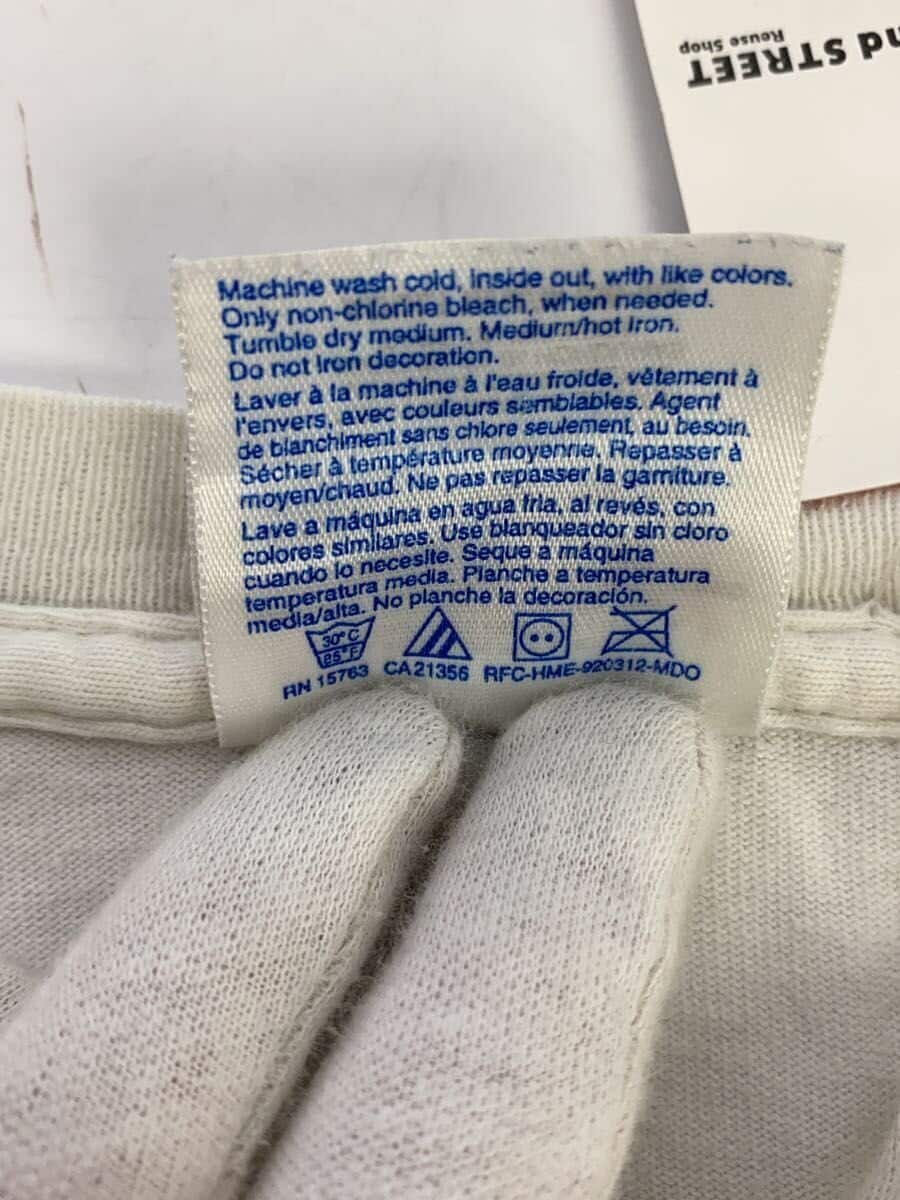 nd STREET
Reuse Shop
Machine wash cold, inside out, with like colors.
Only non-chlorine bleach, when needed.
Tumble dry medium. Medium/hot iron.
Do not iron decoration.
Laver à la machine à l'eau froide, vêtement à
l'envers, avec couleurs semblables. Agent
de blanchiment sans chlore seulement, au besoin.
Sécher à température moyenne. Repasser à
moyen/chaud. Ne pas repasser la garniture.
Lave a máquina en agua fria, al revés, con
colores similares. Use blanqueador sin cloro
cuando lo necesite. Seque a máquina
temperatura media. Planche a temperatura
media/alta. No planche la decoración.
30°C
85°F
RN 15763 CA 21356 RFC-HME-920312-MDO